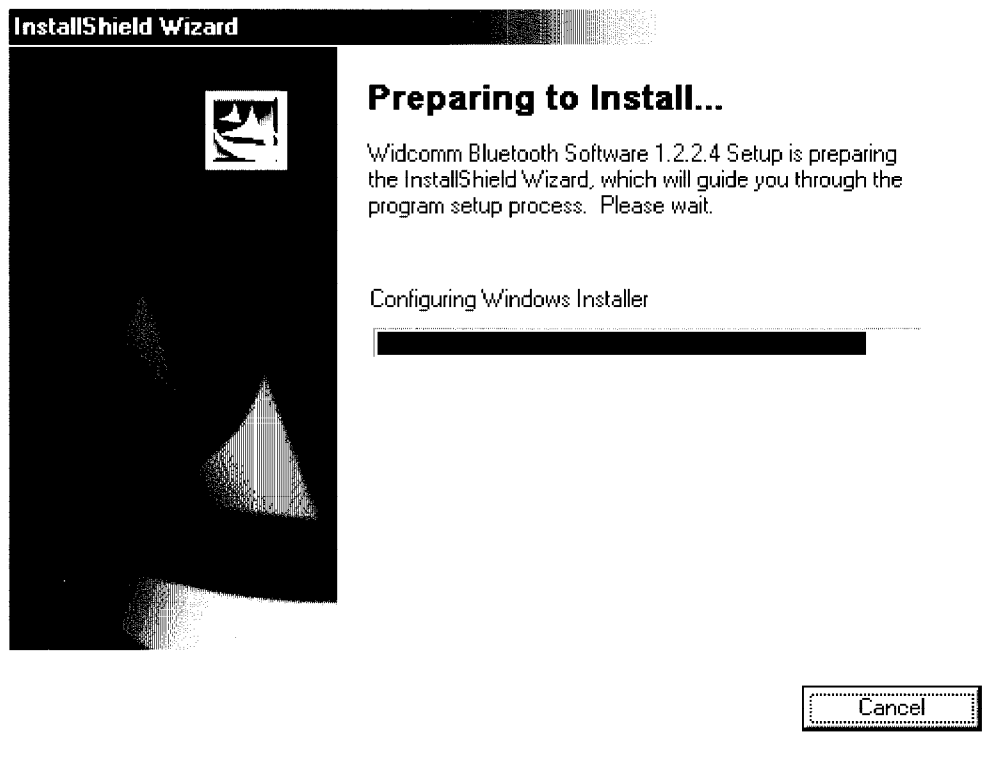 InstallShield Wizard
Preparing to Install...
Widcomm Bluetooth Software 1.2.2.4 Setup is preparing
the InstallShield Wizard, which will guide you through the
program setup process.  Please wait.
Configuring Windows Installer
Cancel